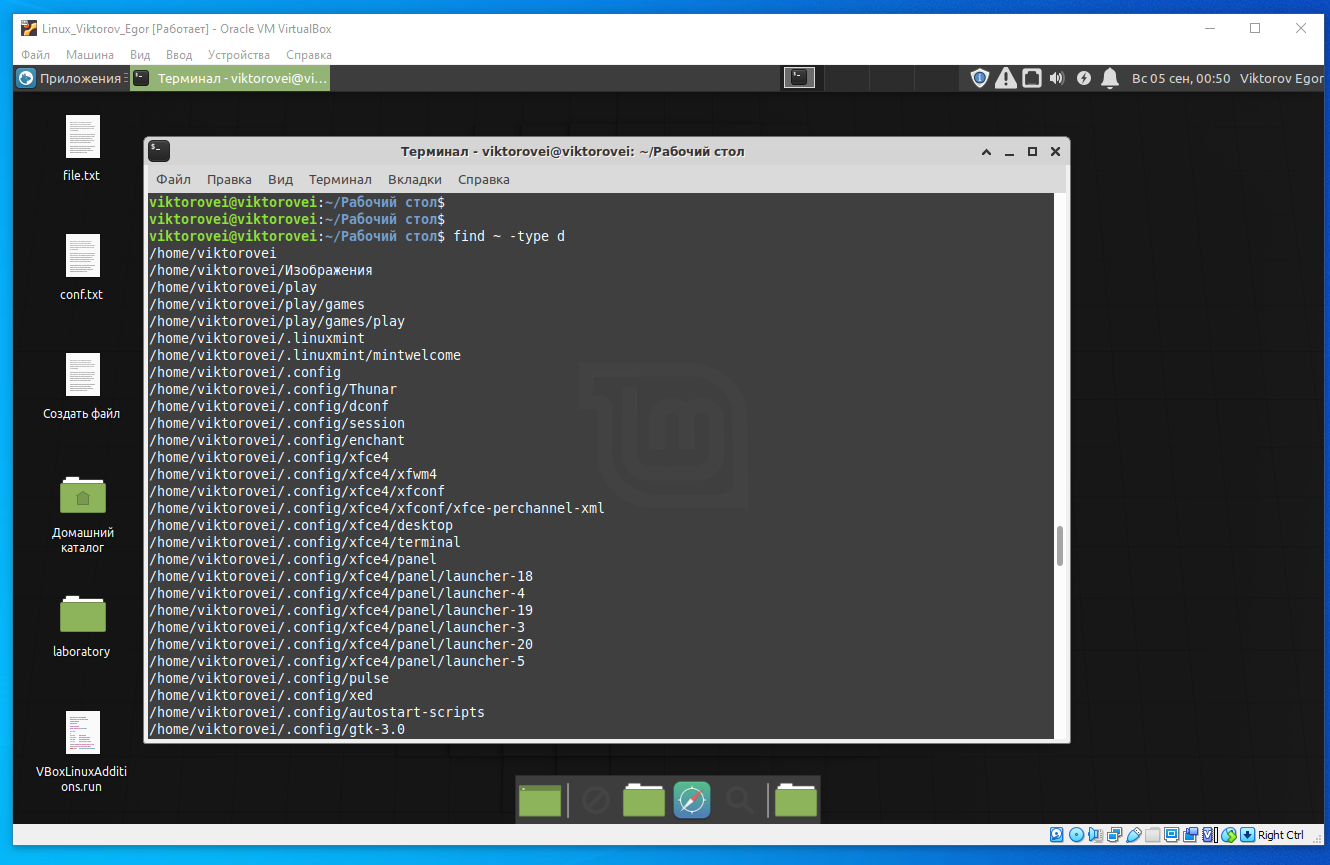 Linux_Viktorov_Egor [Работает] - Oracle VM VirtualBox
Файл Машина Вид Ввод Устройства Справка
Приложения Терминал - viktorovei@vi... Вс 05 сен, 00:50 Viktorov Egor
file.txt
conf.txt
Создать файл
Домашний
каталог
laboratory
VBoxLinuxAdditi
ons.run
Терминал - viktorovei@viktorovei: ~/Рабочий стол
Файл Правка Вид Терминал Вкладки Справка
viktorovei@viktorovei:~/Рабочий стол$
viktorovei@viktorovei:~/Рабочий стол$
viktorovei@viktorovei:~/Рабочий стол$ find ~ -type d
/home/viktorovei
/home/viktorovei/Изображения
/home/viktorovei/play
/home/viktorovei/play/games
/home/viktorovei/play/games/play
/home/viktorovei/.linuxmint
/home/viktorovei/.linuxmint/mintwelcome
/home/viktorovei/.config
/home/viktorovei/.config/Thunar
/home/viktorovei/.config/dconf
/home/viktorovei/.config/session
/home/viktorovei/.config/enchant
/home/viktorovei/.config/xfce4
/home/viktorovei/.config/xfce4/xfwm4
/home/viktorovei/.config/xfce4/xfconf
/home/viktorovei/.config/xfce4/xfconf/xfce-perchannel-xml
/home/viktorovei/.config/xfce4/desktop
/home/viktorovei/.config/xfce4/terminal
/home/viktorovei/.config/xfce4/panel
/home/viktorovei/.config/xfce4/panel/launcher-18
/home/viktorovei/.config/xfce4/panel/launcher-4
/home/viktorovei/.config/xfce4/panel/launcher-19
/home/viktorovei/.config/xfce4/panel/launcher-3
/home/viktorovei/.config/xfce4/panel/launcher-20
/home/viktorovei/.config/xfce4/panel/launcher-5
/home/viktorovei/.config/pulse
/home/viktorovei/.config/xed
/home/viktorovei/.config/autostart-scripts
/home/viktorovei/.config/gtk-3.0
Right Ctrl